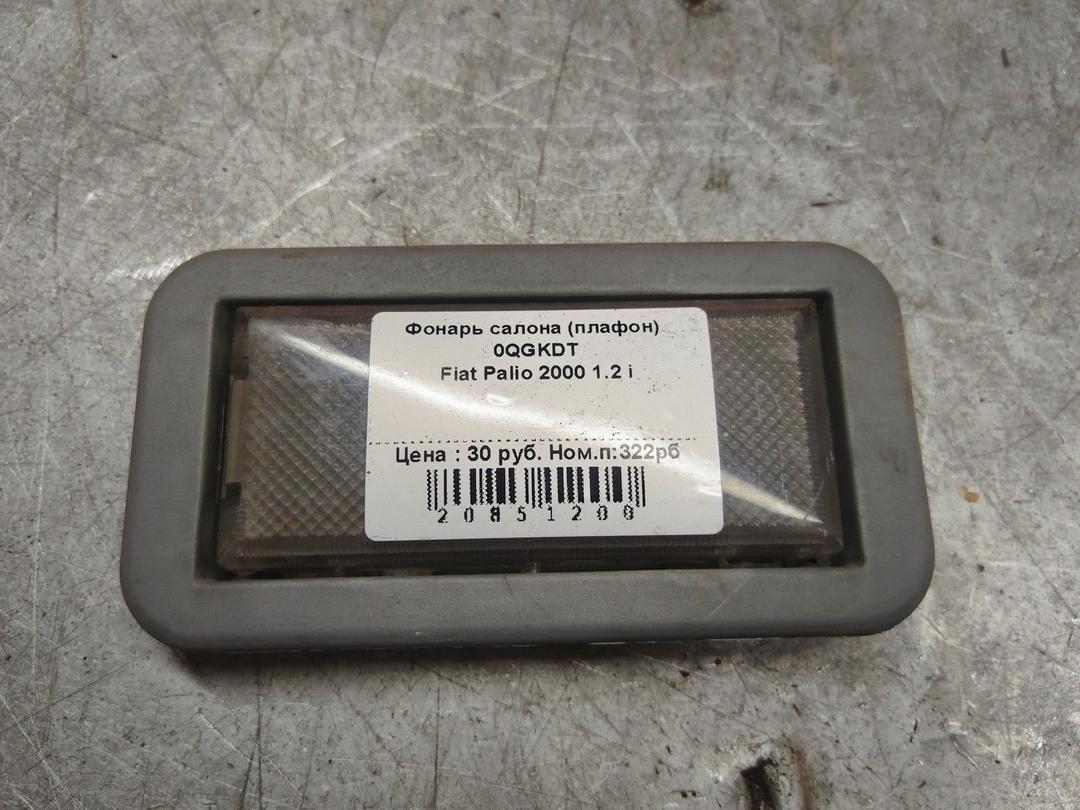 Фонарь салона (плафон)
0QGKDT
Fiat Palio 2000 1.2 i
Цена : 30 руб. Ном.п:322рб
20851200